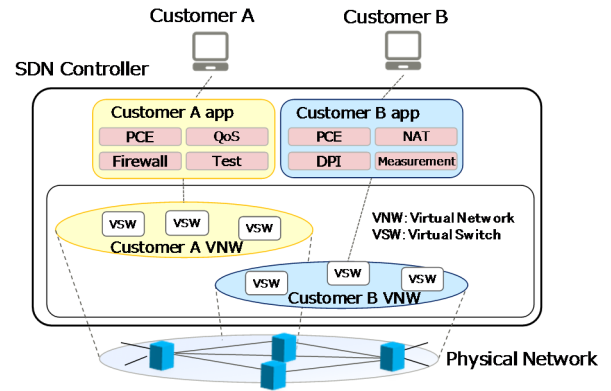 Customer A
Customer B
SDN Controller
Customer A app
PCE
QoS
Firewall
Test
Customer B app
PCE
NAT
DPI
Measurement
VSW
VSW
VSW
Customer A VNW
VNW: Virtual Network
VSW: Virtual Switch
VSW
VSW
VSW
Customer B VNW
Physical Network